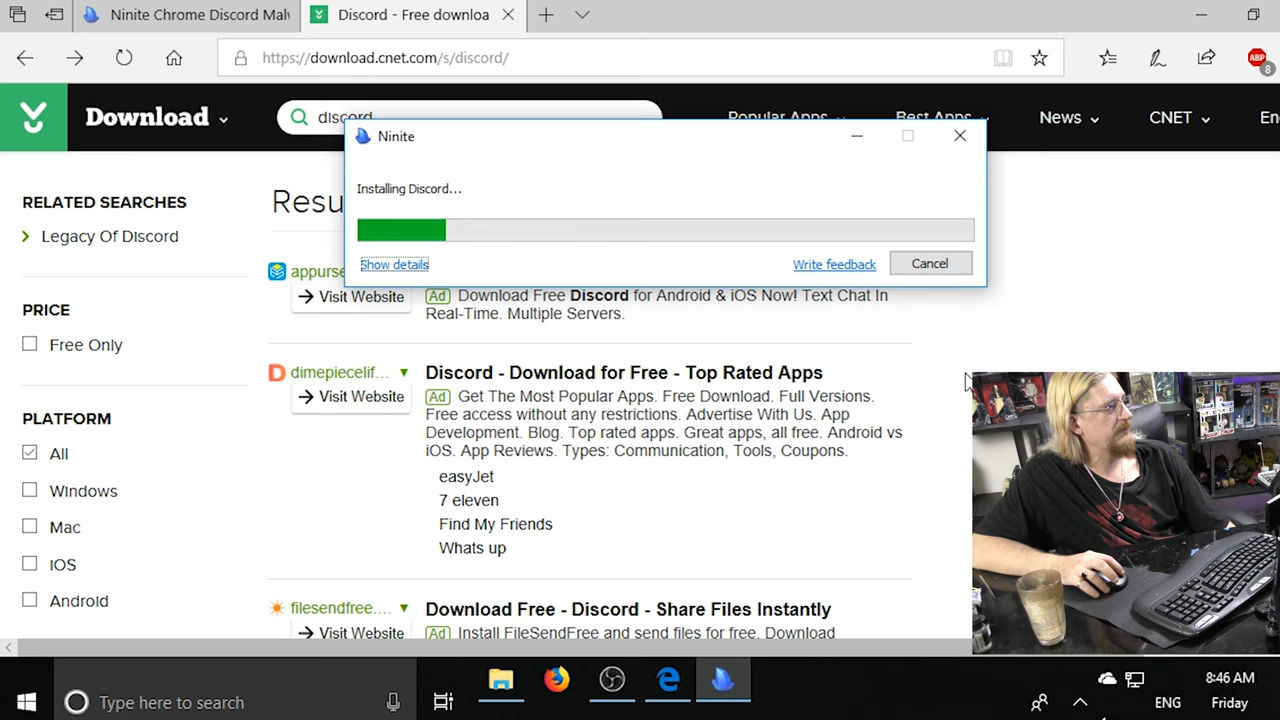 Ninite Chrome Discord Malw
Discord - Free downloa
https://download.cnet.com/s/discord/
ABP
8
Download
discord
Popular Apps
Best Apps
News
CNET
En
Ninite
Installing Discord...
Show details
Write feedback
Cancel
RELATED SEARCHES
Legacy Of Discord
PRICE
Free Only
PLATFORM
All
Windows
Mac
IOS
Android
Resu
appurse
Visit Website
Ad Download Free Discord for Android & iOS Now! Text Chat In
Real-Time. Multiple Servers.
dimepiecelif...
Visit Website
Discord - Download for Free - Top Rated Apps
Ad Get The Most Popular Apps. Free Download. Full Versions.
Free access without any restrictions. Advertise With Us. App
Development. Blog. Top rated apps. Great apps, all free. Android vs
iOS. App Reviews. Types: Communication, Tools, Coupons.
easyJet
7 eleven
Find My Friends
Whats up
filesendfree....
Visit Website
Download Free - Discord - Share Files Instantly
Ad Install FileSendFree and send files for free. Download
Type here to search
8:46 AM
ENG
Friday